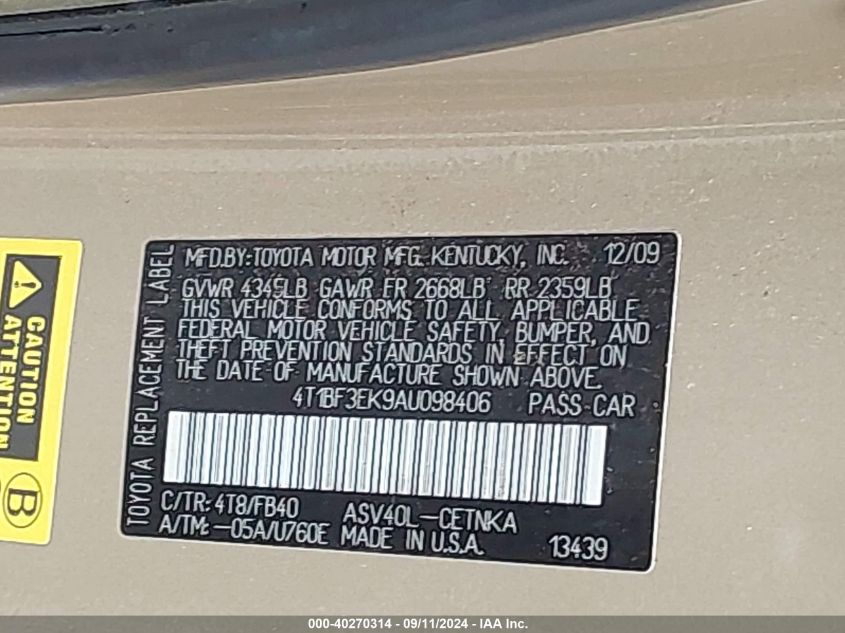 MFD.BY:TOYOTA MOTOR MFG. KENTUCKY, INC. 12/09
GVWR 4345LB GAWR FR 2668LB RR 2359LB
THIS VEHICLE CONFORMS TO ALL APPLICABLE
FEDERAL MOTOR VEHICLE SAFETY, BUMPER, AND
THEFT PREVENTION STANDARDS IN EFFECT ON
THE DATE OF MANUFACTURE SHOWN ABOVE.
4T1BF3EK9AU098406 PASS-CAR
C/TR: 4T8/FB40 ASV40L-CETNKA
A/TM: -05A/U760E MADE IN U.S.A. 13439
TOYOTA REPLACEMENT LABEL
CAUTION
ATTENTION
B
000-40270314 - 09/11/2024 - IAA Inc.